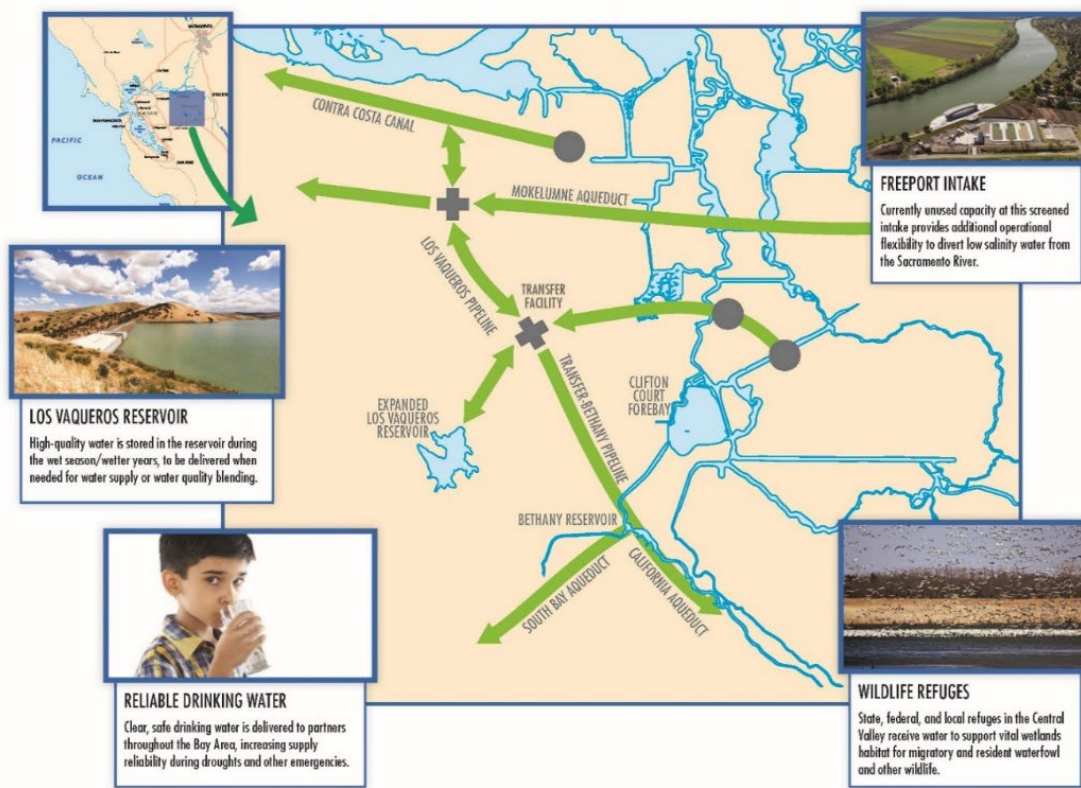 PACIFIC
OCEAN
CONTRA COSTA CANAL
MOKELUMNE AQUEDUCT
LOS VAQUEROS PIPELINE
TRANSFER
FACILITY
EXPANDED
LOS VAQUEROS
RESERVOIR
TRANSFER-BETHANY PIPELINE
CLIFTON
COURT
FOREBAY
BETHANY RESERVOIR
SOUTH BAY AQUEDUCT
CALIFORNIA AQUEDUCT
FREEPORT INTAKE
Currently unused capacity at this screened
intake provides additional operational
flexibility to divert low salinity water from
the Sacramento River.
LOS VAQUEROS RESERVOIR
High-quality water is stored in the reservoir during
the wet season/wetter years, to be delivered when
needed for water supply or water quality blending.
RELIABLE DRINKING WATER
Clear, safe drinking water is delivered to partners
throughout the Bay Area, increasing supply
reliability during droughts and other emergencies.
WILDLIFE REFUGES
State, federal, and local refuges in the Central
Valley receive water to support vital wetlands
habitat for migratory and resident waterfowl
and other wildlife.